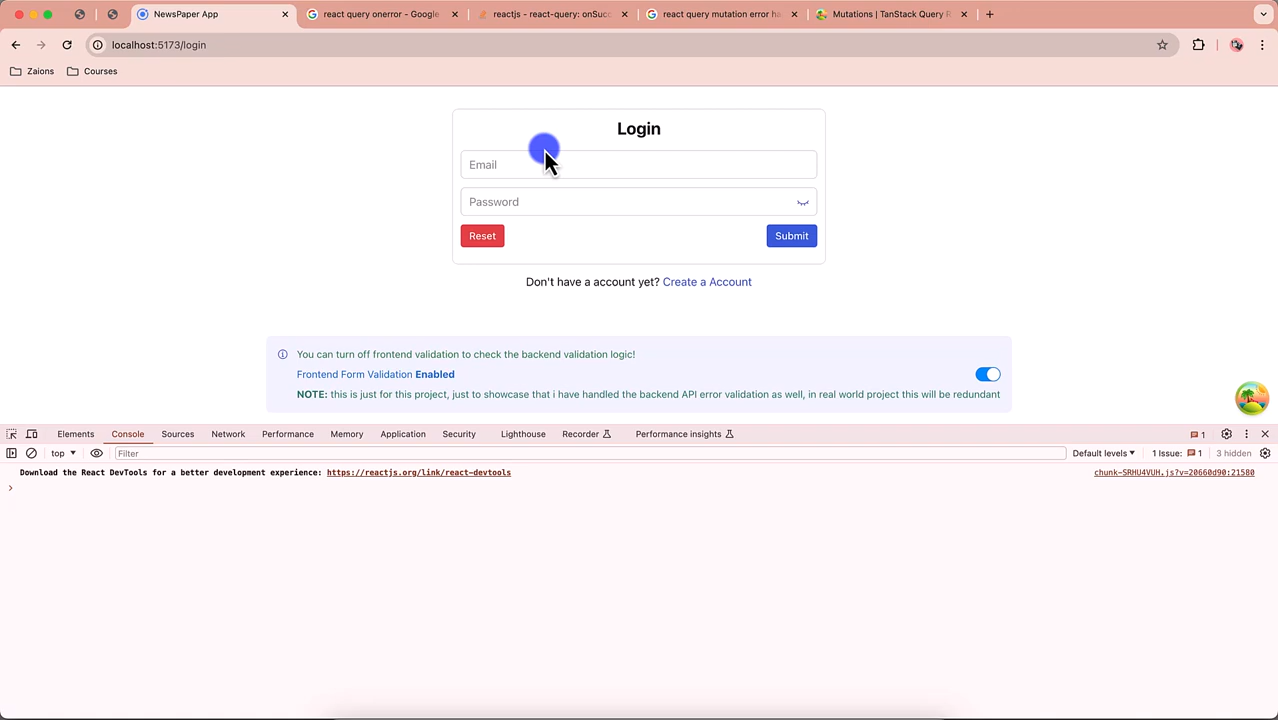 NewsPaper App
react query onerror - Google
reactjs - react-query: onSucc
react query mutation error ha
Mutations | TanStack Query R
localhost:5173/login
Zaions
Courses
Login
Email
Password
Reset
Submit
Don't have a account yet? Create a Account
You can turn off frontend validation to check the backend validation logic!
Frontend Form Validation Enabled
NOTE: this is just for this project, just to showcase that i have handled the backend API error validation as well, in real world project this will be redundant
Elements Console Sources Network Performance Memory Application Security Lighthouse Recorder Performance insights 1
top Filter Default levels 1 Issue: 1 3 hidden
Download the React DevTools for a better development experience: https://reactjs.org/link/react-devtools chunk-SRHU4VUH.js?v=20660d90:21580